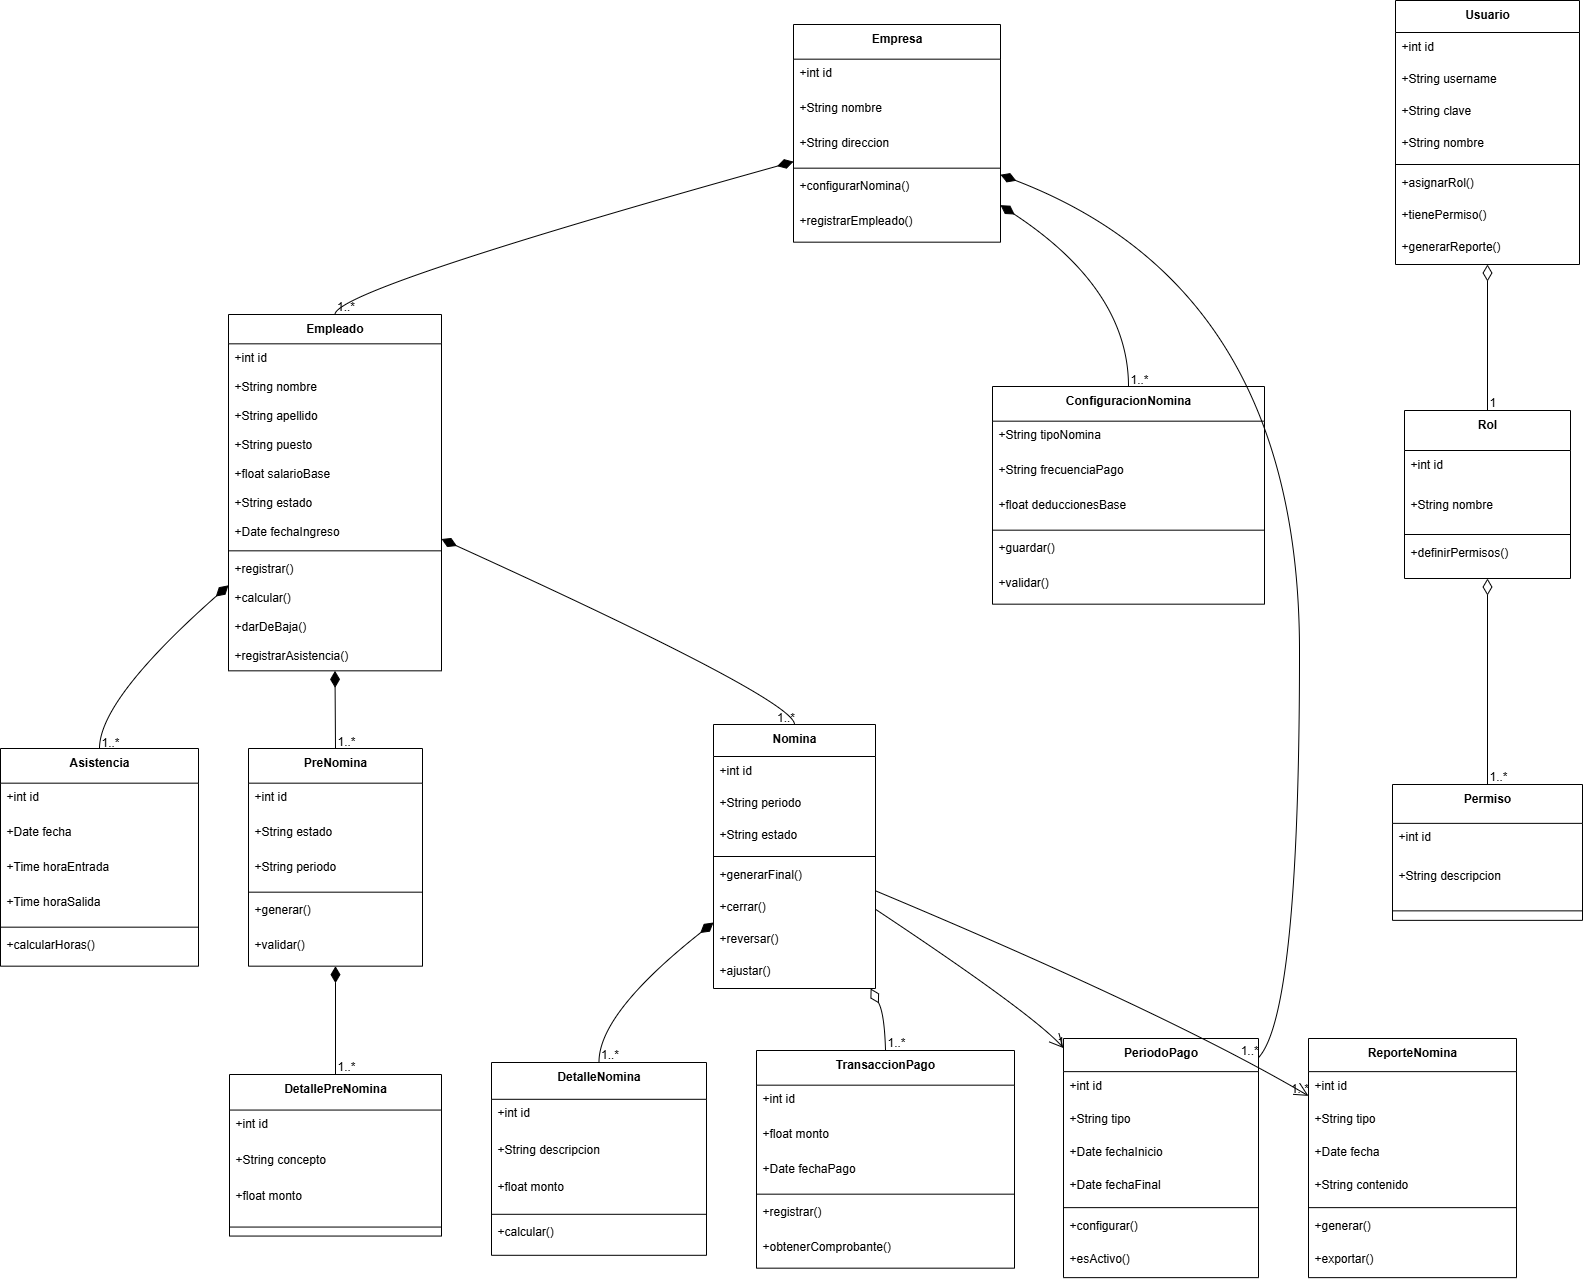 Empresa
+int id
+String nombre
+String direccion
+configurarNomina()
+registrarEmpleado()
Usuario
+int id
+String username
+String clave
+String nombre
+asignarRol()
+tienePermiso()
+generarReporte()
1..*
Empleado
+int id
+String nombre
+String apellido
+String puesto
+float salarioBase
+String estado
+Date fechaIngreso
+registrar()
+calcular()
+darDeBaja()
+registrarAsistencia()
1..*
ConfiguracionNomina
+String tipoNomina
+String frecuenciaPago
+float deduccionesBase
+guardar()
+validar()
1
Rol
+int id
+String nombre
+definirPermisos()
1..*
Asistencia
+int id
+Date fecha
+Time horaEntrada
+Time horaSalida
+calcularHoras()
1..*
PreNomina
+int id
+String estado
+String periodo
+generar()
+validar()
1..*
Nomina
+int id
+String periodo
+String estado
+generarFinal()
+cerrar()
+reversar()
+ajustar()
1..*
Permiso
+int id
+String descripcion
1..*
DetallePreNomina
+int id
+String concepto
+float monto
1..*
DetalleNomina
+int id
+String descripcion
+float monto
+calcular()
1..*
TransaccionPago
+int id
+float monto
+Date fechaPago
+registrar()
+obtenerComprobante()
1..*
PeriodoPago
+int id
+String tipo
+Date fechaInicio
+Date fechaFinal
+configurar()
+esActivo()
1..*
ReporteNomina
+int id
+String tipo
+Date fecha
+String contenido
+generar()
+exportar()